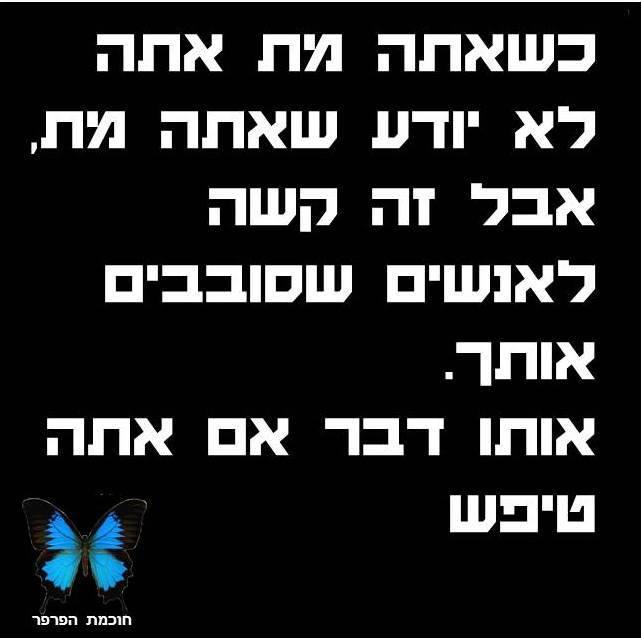 כשאתה מת אתה
לא יודע שאתה מת,
אבל זה קשה
לאנשים שסובבים
אותך.
אותו דבר אם אתה
טיפש
חוכמת הפרפר